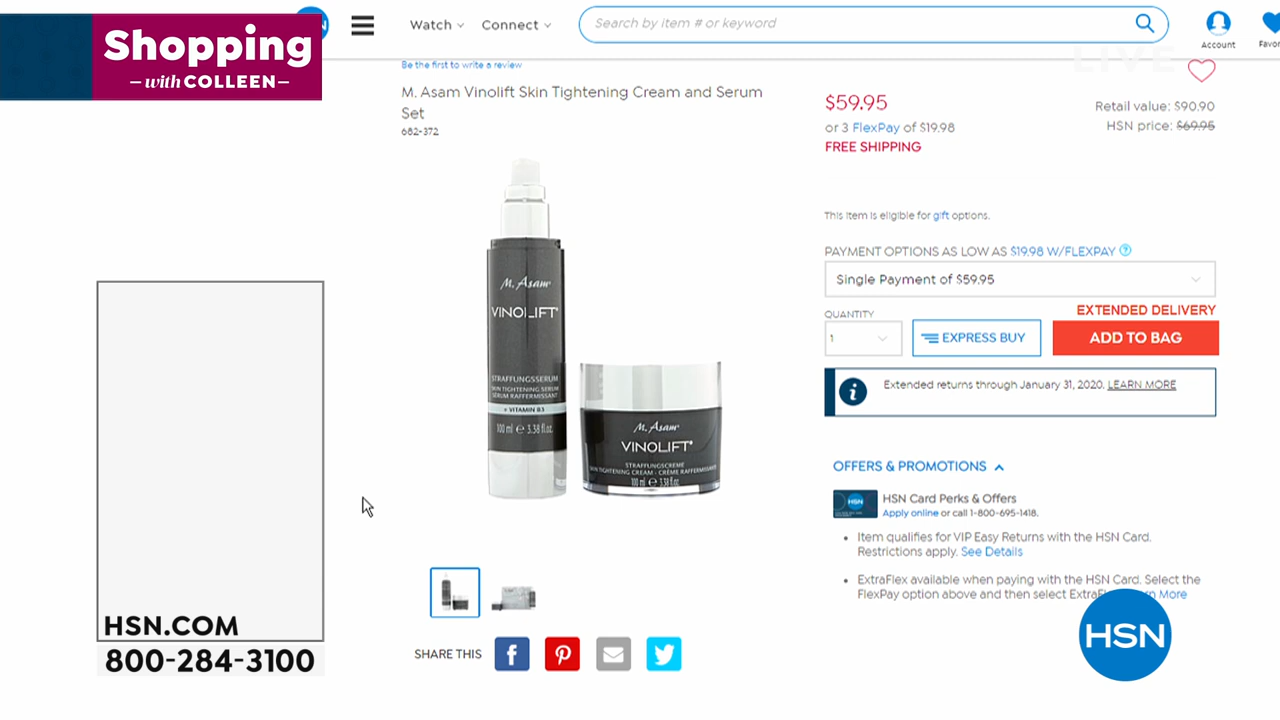 Shopping
with COLLEEN
Watch
Connect
Search by item # or keyword
Account
LIVE
Be the first to write a review
M. Asam Vinolift Skin Tightening Cream and Serum
Set
682-372
$59.95
or 3 FlexPay of $19.98
FREE SHIPPING
Retail value: $90.90
HSN price: $69.95
This item is eligible for gift options.
PAYMENT OPTIONS AS LOW AS $19.98 W/FLEXPAY ?
Single Payment of $59.95
EXTENDED DELIVERY
QUANTITY
1
EXPRESS BUY
ADD TO BAG
Extended returns through January 31, 2020. LEARN MORE
M. Asam
VINOLIFT®
STRAFFUNGSSERUM
SKIN TIGHTENING SERUM
SÉRUM RAFFERMISSANT
+ VITAMIN B3
100 ml e 3.38 fl.oz.
M. Asam
VINOLIFT®
STRAFFUNGSCREME
SKIN TIGHTENING CREAM - CRÈME RAFFERMISSANTE
100 ml e 3.38 fl.oz.
OFFERS & PROMOTIONS
HSN
HSN Card Perks & Offers
Apply online or call 1-800-695-1418.
Item qualifies for VIP Easy Returns with the HSN Card.
Restrictions apply. See Details
ExtraFlex available when paying with the HSN Card. Select the
FlexPay option above and then select More
SHARE THIS
HSN.COM
800-284-3100
HSN